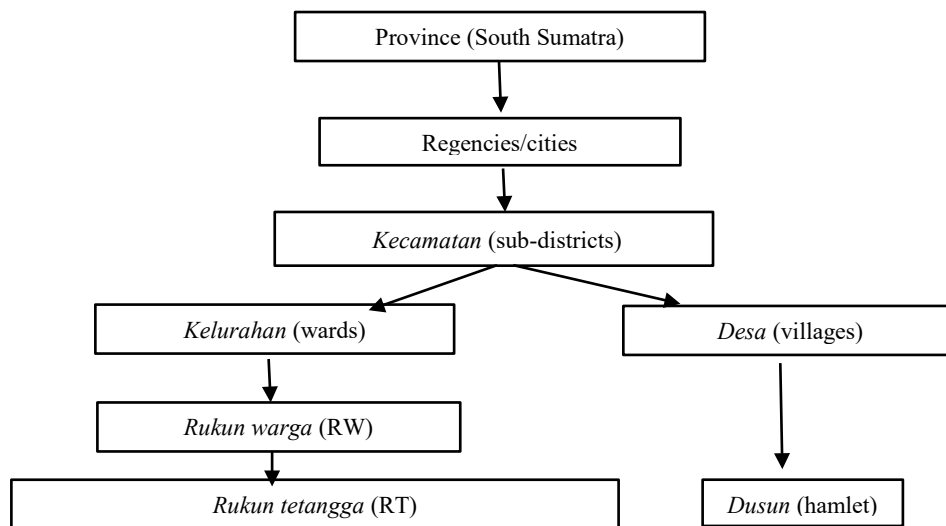 Province (South Sumatra)
Regencies/cities
Kecamatan (sub-districts)
Kelurahan (wards)
Desa (villages)
Rukun warga (RW)
Rukun tetangga (RT)
Dusun (hamlet)